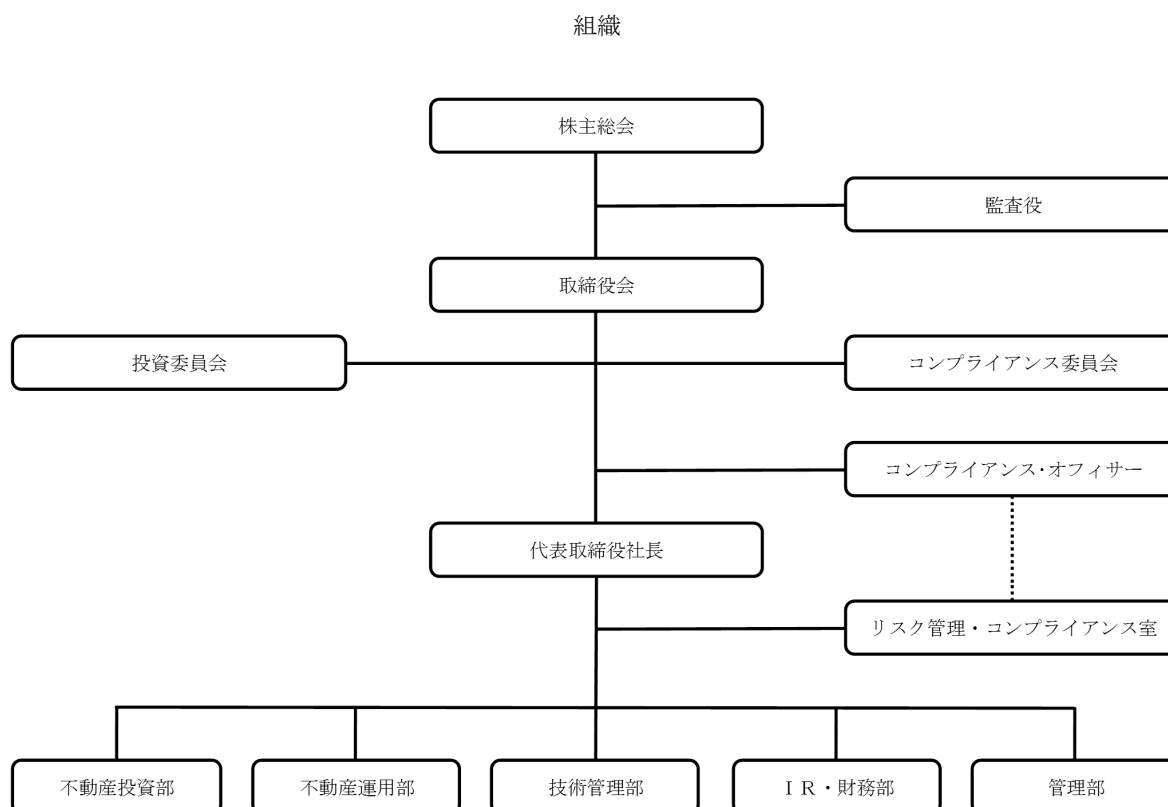 組織
株主総会
監査役
取締役会
投資委員会
コンプライアンス委員会
コンプライアンス・オフィサー
代表取締役社長
リスク管理・コンプライアンス室
不動産投資部
不動産運用部
技術管理部
ＩＲ・財務部
管理部